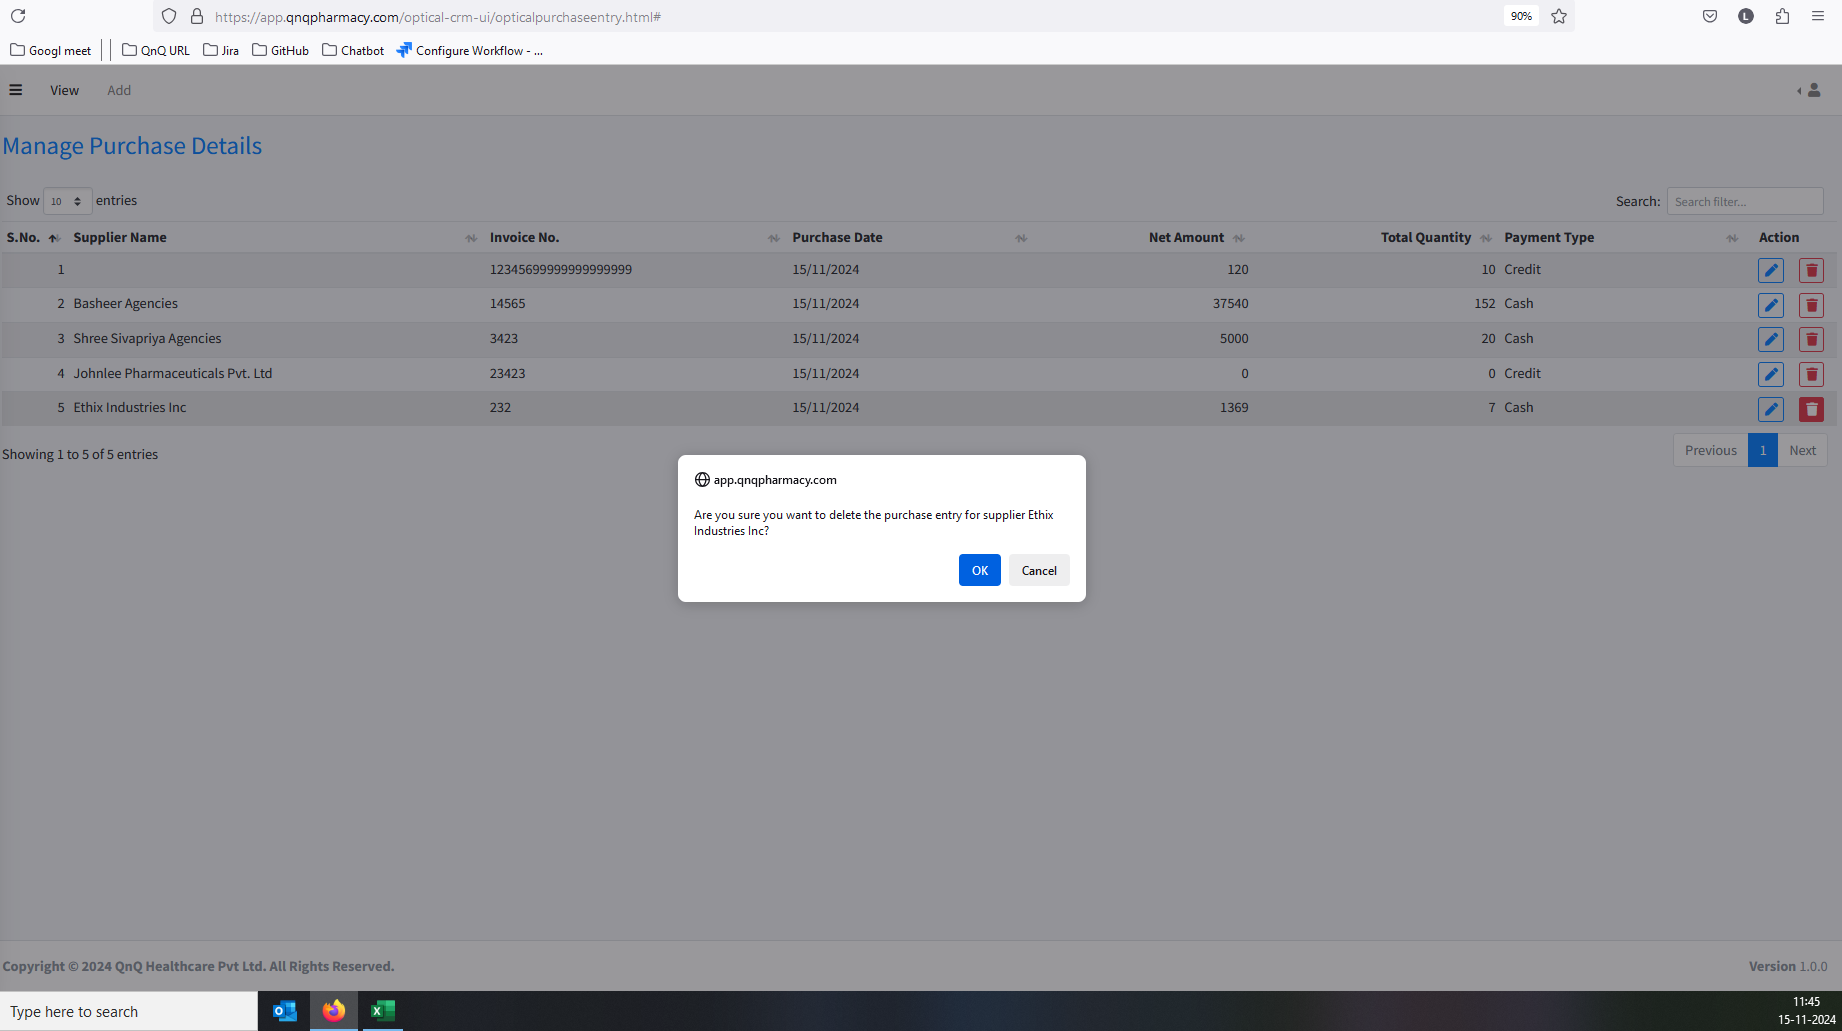 https://app.qnqpharmacy.com/optical-crm-ui/opticalpurchaseentry.html#
90%
L
Googl meet
QnQ URL
Jira
GitHub
Chatbot
Configure Workflow - ...
View
Add
Manage Purchase Details
Show 10 entries
Search: Search filter...
S.No. Supplier Name Invoice No. Purchase Date Net Amount Total Quantity Payment Type Action
1 12345699999999999999 15/11/2024 120 10 Credit
2 Basheer Agencies 14565 15/11/2024 37540 152 Cash
3 Shree Sivapriya Agencies 3423 15/11/2024 5000 20 Cash
4 Johnlee Pharmaceuticals Pvt. Ltd 23423 15/11/2024 0 0 Credit
5 Ethix Industries Inc 232 15/11/2024 1369 7 Cash
Showing 1 to 5 of 5 entries
Previous 1 Next
app.qnqpharmacy.com
Are you sure you want to delete the purchase entry for supplier Ethix
Industries Inc?
OK
Cancel
Copyright © 2024 QnQ Healthcare Pvt Ltd. All Rights Reserved.
Version 1.0.0
Type here to search
11:45
15-11-2024